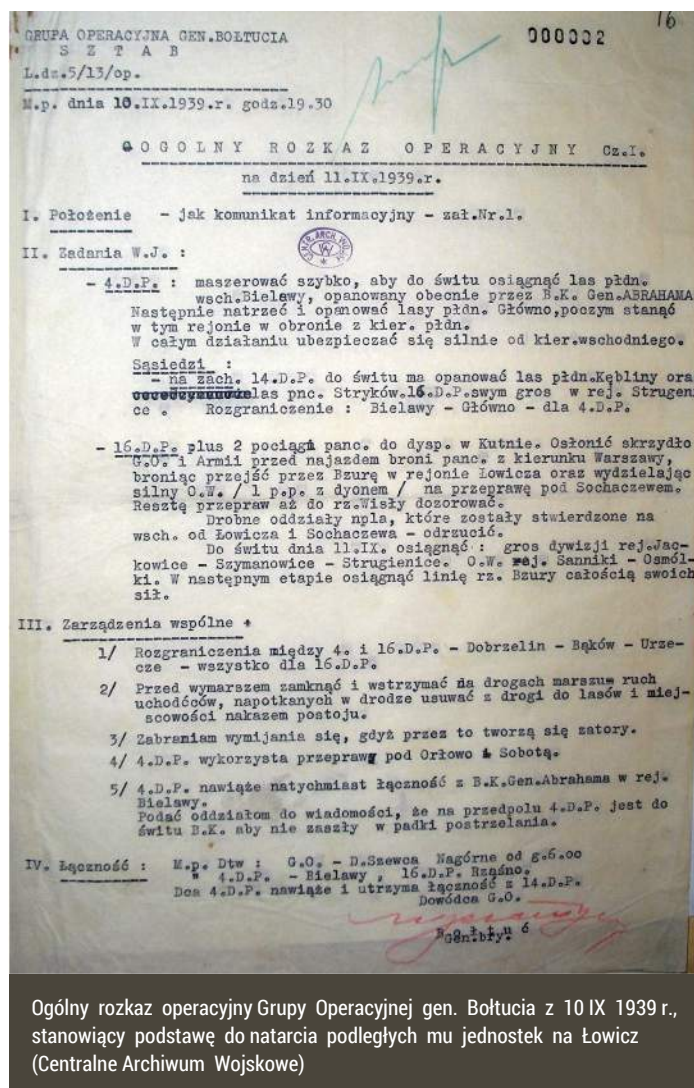 16
GRUPA OPERACYJNA GEN.BOŁTUCIA
000002
S Z T A B
L.dz.5/13/op.
M.p. dnia 10.IX.1939.r. godz.19.30
OGOLNY ROZKAZ OPERACYJNY Cz.I.
na dzień 11.IX.1939.r.
I. Położenie - jak komunikat informacyjny - zał.Nr.1.
II. Zadania W.J. :
CENTR. ARCH. WOJSK.
- 4.D.P. : maszerować szybko, aby do świtu osiągnąć las płdn.
wsch.Bielawy, opanowany obecnie przez B.K. Gen.ABRAHAMA
Następnie natrzeć i opanować lasy płdn. Główno,poczym stanąć
w tym rejonie w obronie z kier. płdn.
W całym działaniu ubezpieczać się silnie od kier.wschodniego.
Sąsiedzi :
- na zach. 14.D.P. do świtu ma opanować las płdn.Kębliny ora
las pnc. Stryków.16.D.P.swym gros w rej. Strugeni
ce . Rozgraniczenie : Bielawy - Główno - dla 4.D.P.
- 16.D.P. plus 2 pociągi panc. do dysp. w Kutnie. Osłonić skrzydło
G.O. i Armii przed najazdem broni panc. z kierunku Warszawy,
broniąc przejść przez Bzurę w rejonie Łowicza oraz wydzielając
silny O.W. / 1 p.p. z dyonem / na przeprawę pod Sochaczewem.
Resztę przepraw aż do rz.Wisły dozorować.
Drobne oddziały npla, które zostały stwierdzone na
wsch. od Łowicza i Sochaczewa - odrzucić.
Do świtu dnia 11.IX. osiągnąć : gros dywizji rej.Jac-
kowice - Szymanowice - Strugienice. O.W. rej. Sanniki - Osmól-
ki. W następnym etapie osiągnąć linię rz. Bzury całością swoich
sił.
III. Zarządzenia wspólne
1/ Rozgraniczenia między 4. i 16.D.P. - Dobrzelin - Bąków - Urze-
cze - wszystko dla 16.D.P.
2/ Przed wymarszem zamknąć i wstrzymać na drogach marszu ruch
uchodźców, napotkanych w drodze usuwać z drogi do lasów i miej-
scowości nakazem postoju.
3/ Zabraniam wymijania się, gdyż przez to tworzą się zatory.
4/ 4.D.P. wykorzysta przeprawę pod Orłowo i Sobotą.
5/ 4.D.P. nawiąże natychmiast łączność z B.K.Gen.Abrahama w rej.
Bielawy.
Podać oddziałom do wiadomości, że na przedpolu 4.D.P. jest do
świtu B.K. aby nie zaszły w padki postrzelania.
IV. Łączność : M.p. Dtw : G.O. - D.Szewca Nagórne od g.6.oo
" 4.D.P. - Bielawy , 16.D.P. Rząśno.
Dca 4.D.P. nawiąże i utrzyma łączność z 14.D.P.
Dowódca G.O.
B o ł t u ć
Gen.bry.
Ogólny rozkaz operacyjny Grupy Operacyjnej gen. Bołtucia z 10 IX 1939 r.,
stanowiący podstawę do natarcia podległych mu jednostek na Łowicz
(Centralne Archiwum Wojskowe)